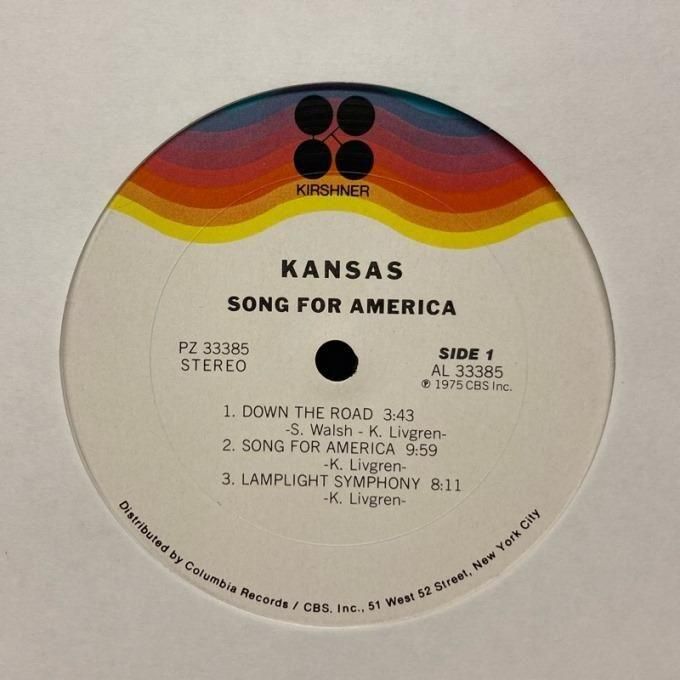 KIRSHNER
KANSAS
SONG FOR AMERICA
PZ 33385
STEREO
SIDE 1
AL 33385
℗ 1975 CBS Inc.
1. DOWN THE ROAD 3:43
-S. Walsh - K. Livgren-
2. SONG FOR AMERICA 9:59
-K. Livgren-
3. LAMPLIGHT SYMPHONY 8:11
-K. Livgren-
Distributed by Columbia Records / CBS, Inc., 51 West 52 Street, New York City